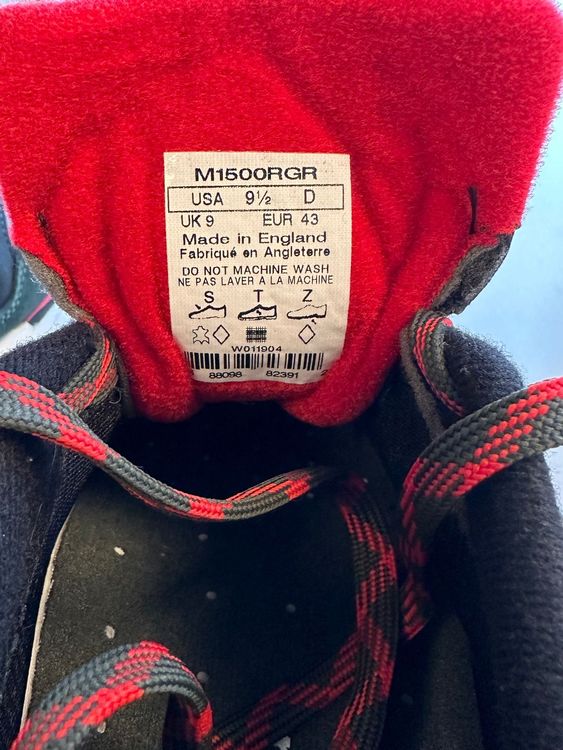 M1500RGR
USA 9½ D
UK 9 EUR 43
Made in England
Fabriqué en Angleterre
DO NOT MACHINE WASH
NE PAS LAVER A LA MACHINE
S T Z
W011904
88098 82391 2